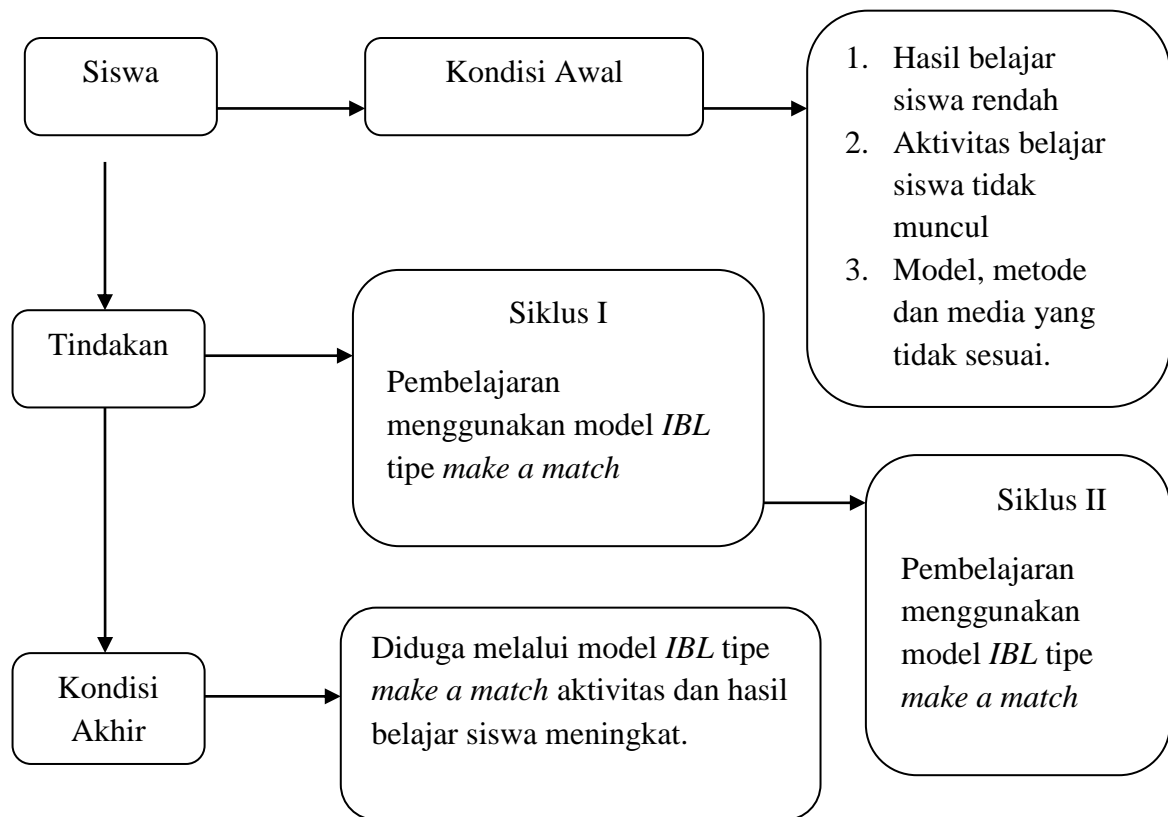 Siswa
Kondisi Awal
1. Hasil belajar
siswa rendah
2. Aktivitas belajar
siswa tidak
muncul
3. Model, metode
dan media yang
tidak sesuai.
Tindakan
Siklus I
Pembelajaran
menggunakan model IBL
tipe make a match
Siklus II
Pembelajaran
menggunakan
model IBL tipe
make a match
Kondisi
Akhir
Diduga melalui model IBL tipe
make a match aktivitas dan hasil
belajar siswa meningkat.